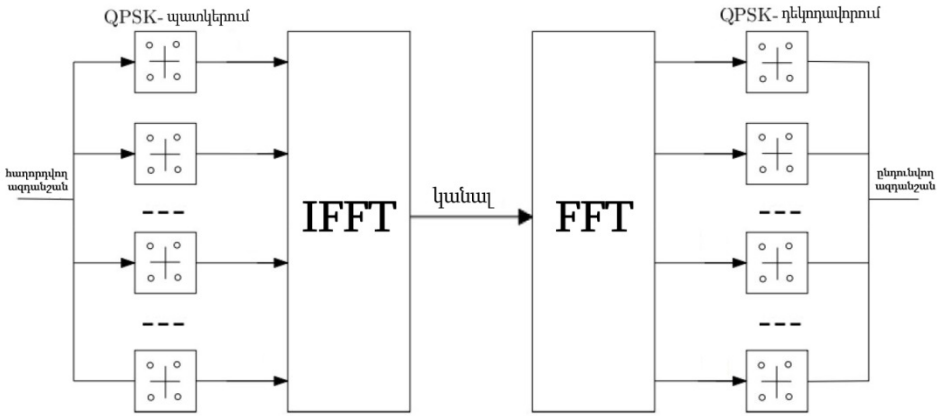 QPSK- պատկերում
QPSK- դեկոդավորում
հաղորդվող
ազդանշան
IFFT
կանալ
FFT
ընդունվող
ազդանշան